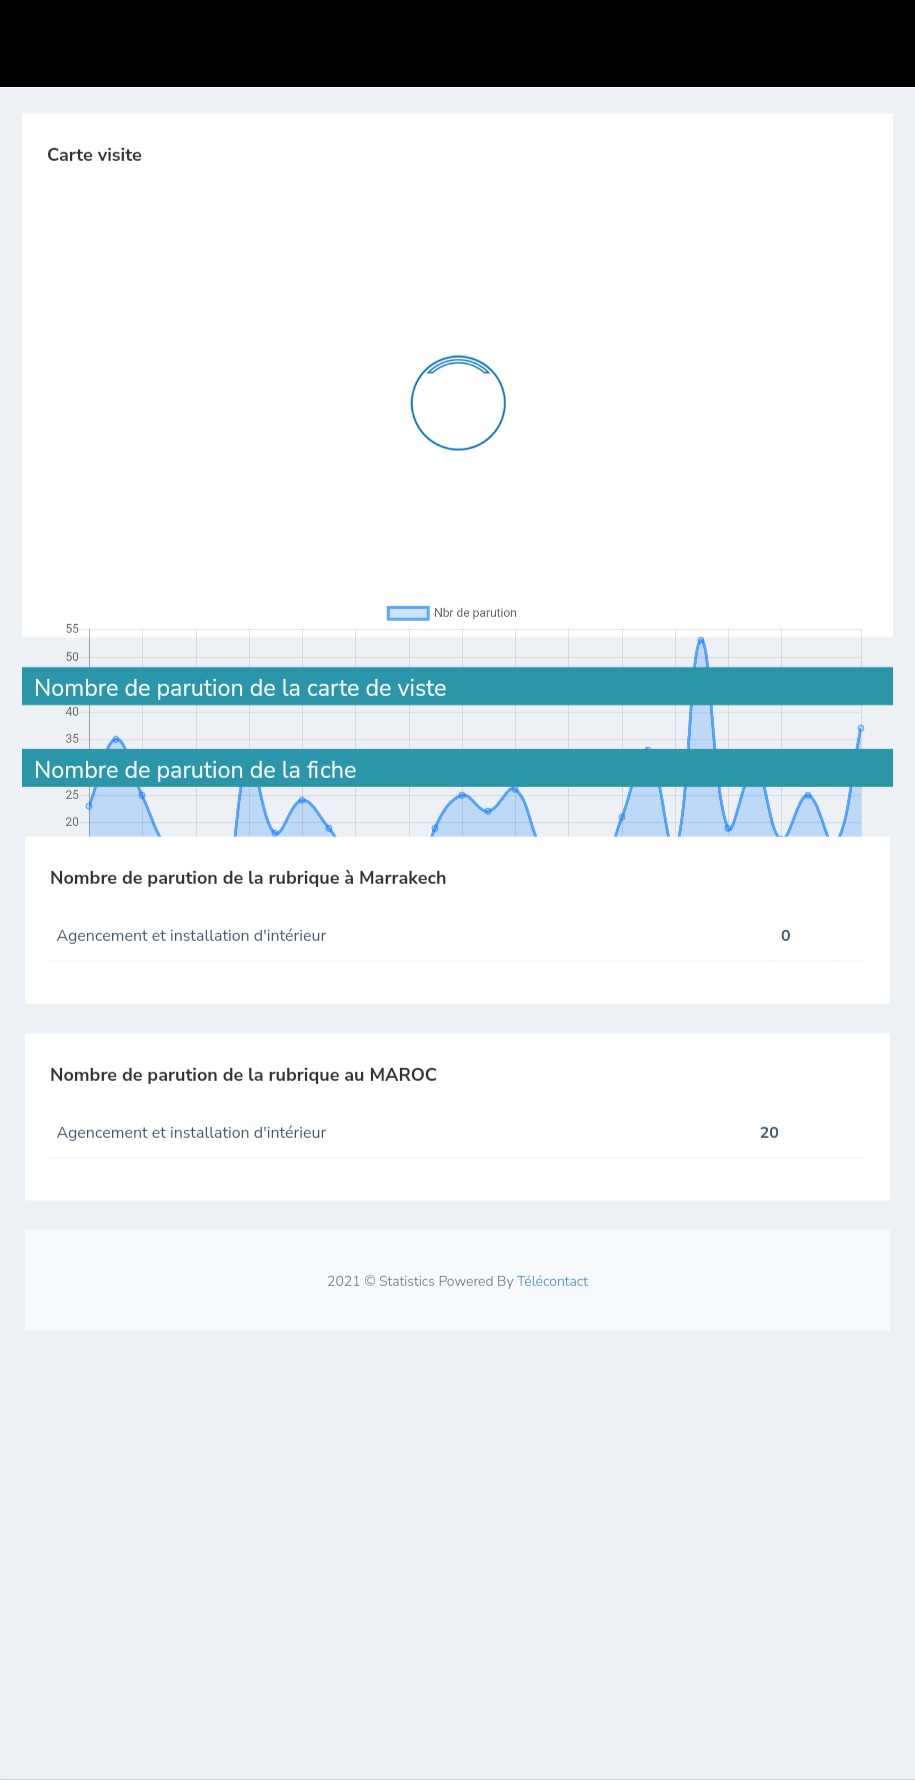 Carte visite
Nbr de parution
55
50
Nombre de parution de la carte de viste
40
35
Nombre de parution de la fiche
25
20
Nombre de parution de la rubrique à Marrakech
Agencement et installation d'intérieur 0
Nombre de parution de la rubrique au MAROC
Agencement et installation d'intérieur 20
2021 © Statistics Powered By Télécontact